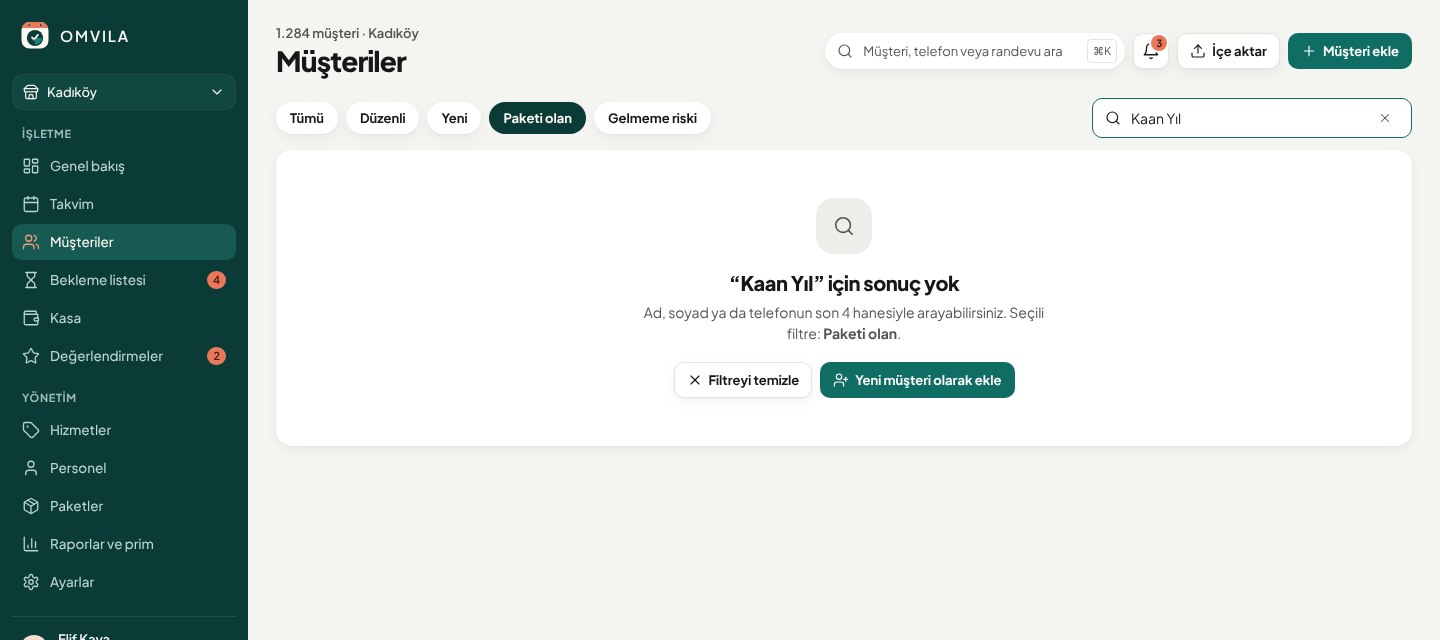 OMVILA
Kadıköy
İŞLETME
Genel bakış
Takvim
Müşteriler
Bekleme listesi 4
Kasa
Değerlendirmeler 2
YÖNETİM
Hizmetler
Personel
Paketler
Raporlar ve prim
Ayarlar
Elif Kaya
1.284 müşteri · Kadıköy
Müşteriler
Müşteri, telefon veya randevu ara ⌘K
3
İçe aktar
Müşteri ekle
Tümü Düzenli Yeni Paketi olan Gelmeme riski
Kaan Yıl
“Kaan Yıl” için sonuç yok
Ad, soyad ya da telefonun son 4 hanesiyle arayabilirsiniz. Seçili
filtre: Paketi olan.
Filtreyi temizle
Yeni müşteri olarak ekle